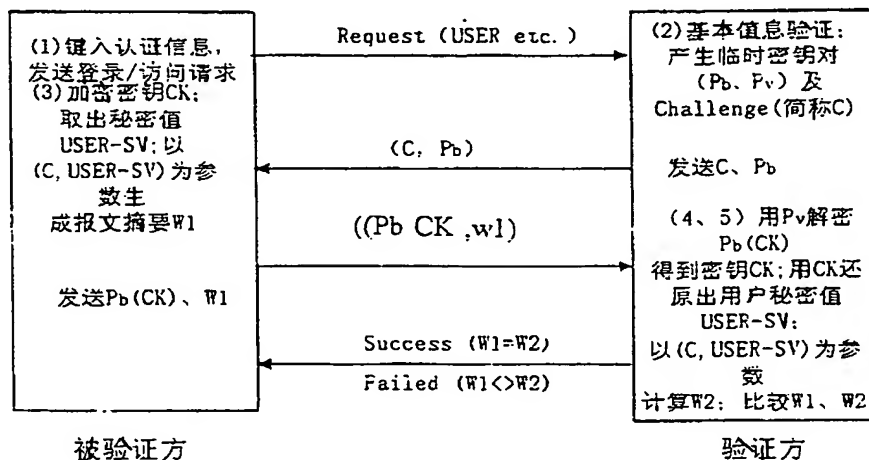 (1)键入认证信息,
发送登录/访问请求
(3)加密密钥CK;
取出秘密值
USER-SV;以
(C,USER-SV)为参
数生
成报文摘要W1
发送Pb(CK)、W1
被验证方
Request (USER etc.)
(C, Pb)
((Pb CK ,w1)
Success (W1=W2)
Failed (W1<>W2)
(2)基本值息验证;
产生临时密钥对
(Pb、Pv)及
Challenge(简称C)
发送C、Pb
(4、5)用Pv解密
Pb(CK)
得到密钥CK;用CK还
原出用户秘密值
USER-SV;
以(C,USER-SV)为参
数
计算W2; 比较W1、W2
验证方